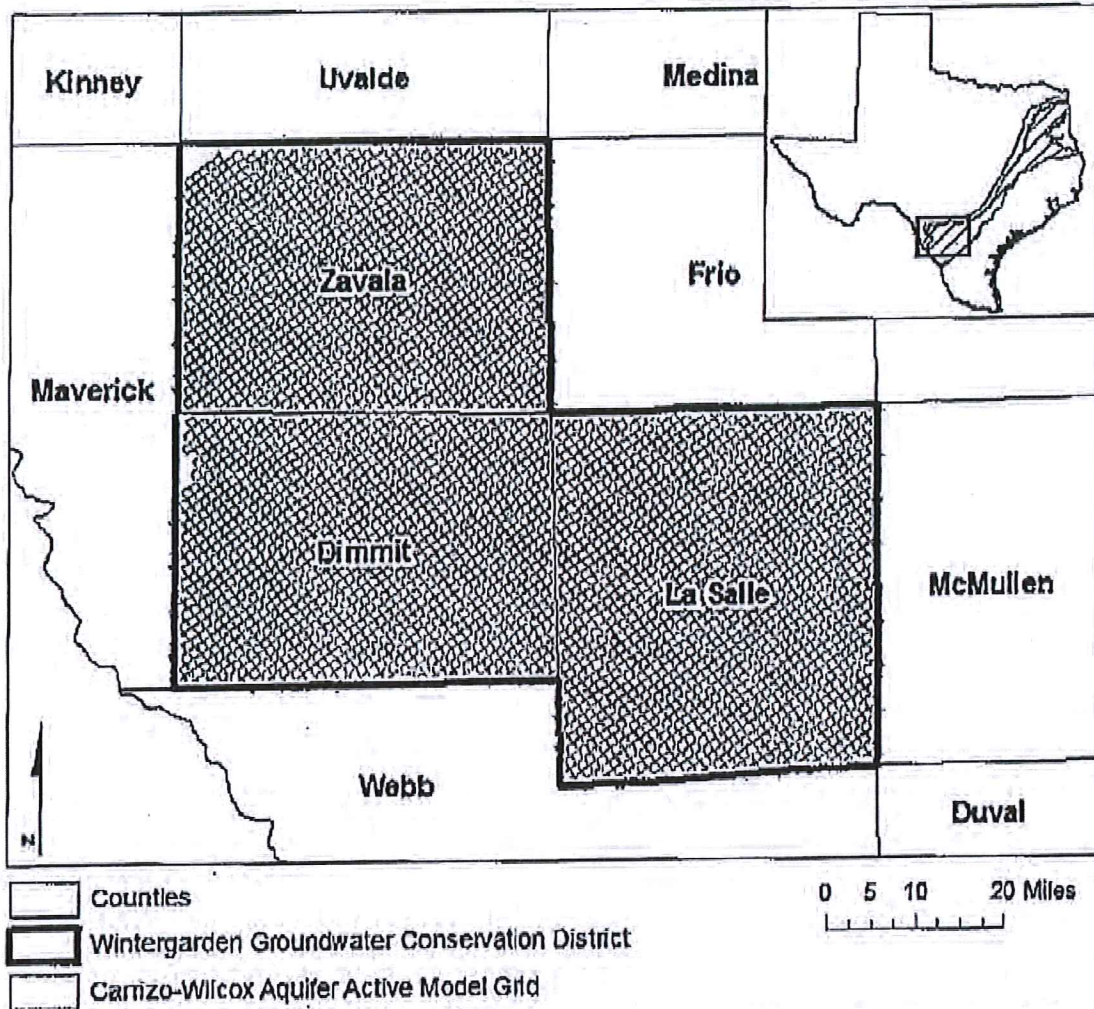 Kinney
Uvalde
Medina
Zavala
Frio
Maverick
Dimmit
La Salle
McMullen
Webb
Duval
N
Counties
0 5 10 20 Miles
Wintergarden Groundwater Conservation District
Carrizo-Wilcox Aquifer Active Model Grid